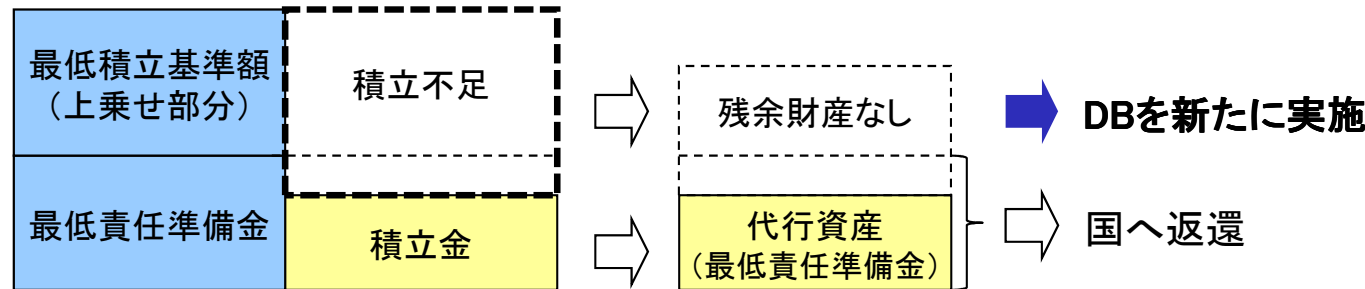 最低積立基準額
（上乗せ部分）
積立不足
残余財産なし
DBを新たに実施
最低責任準備金
積立金
代行資産
（最低責任準備金）
国へ返還